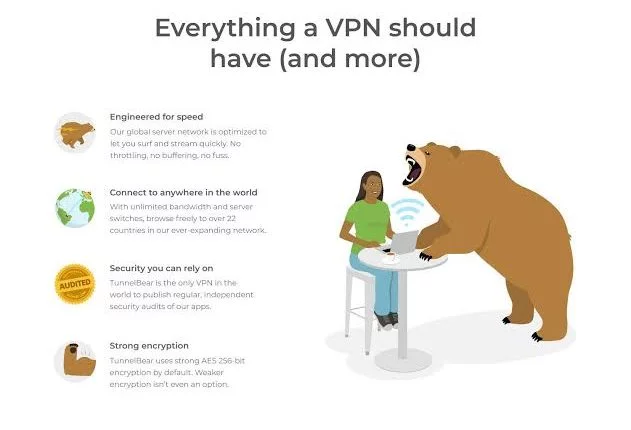 Everything a VPN should
have (and more)
Engineered for speed
Our global server network is optimized to
let you surf and stream quickly. No
throttling, no buffering, no fuss.
Connect to anywhere in the world
With unlimited bandwidth and server
switches, browse freely to over 22
countries in our ever-expanding network.
AUDITED
Security you can rely on
TunnelBear is the only VPN in the
world to publish regular, independent
security audits of our apps.
Strong encryption
TunnelBear uses strong AES 256-bit
encryption by default. Weaker
encryption isn't even an option.